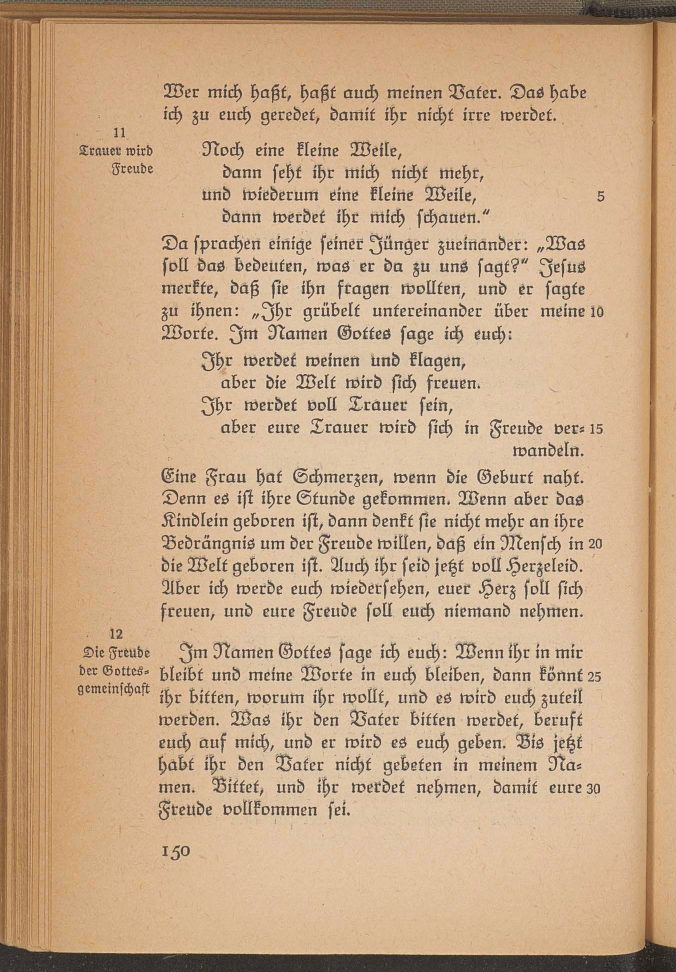 Wer mich haßt, haßt auch meinen Vater. Das habe
ich zu euch geredet, damit ihr nicht irre werdet.
11
Trauer wird
Freude
Noch eine kleine Weile,
dann seht ihr mich nicht mehr,
und wiederum eine kleine Weile, 5
dann werdet ihr mich schauen.“
Da sprachen einige seiner Jünger zueinander: „Was
soll das bedeuten, was er da zu uns sagt?“ Jesus
merkte, daß sie ihn fragen wollten, und er sagte
zu ihnen: „Ihr grübelt untereinander über meine 10
Worte. Im Namen Gottes sage ich euch:
Ihr werdet weinen und klagen,
aber die Welt wird sich freuen.
Ihr werdet voll Trauer sein,
aber eure Trauer wird sich in Freude ver= 15
wandeln.
Eine Frau hat Schmerzen, wenn die Geburt naht.
Denn es ist ihre Stunde gekommen. Wenn aber das
Kindlein geboren ist, dann denkt sie nicht mehr an ihre
Bedrängnis um der Freude willen, daß ein Mensch in 20
die Welt geboren ist. Auch ihr seid jetzt voll Herzeleid.
Aber ich werde euch wiedersehen, euer Herz soll sich
freuen, und eure Freude soll euch niemand nehmen.
12
Die Freude
der Gottes=
gemeinschaft
Im Namen Gottes sage ich euch: Wenn ihr in mir
bleibt und meine Worte in euch bleiben, dann könnt 25
ihr bitten, worum ihr wollt, und es wird euch zuteil
werden. Was ihr den Vater bitten werdet, beruft
euch auf mich, und er wird es euch geben. Bis jetzt
habt ihr den Vater nicht gebeten in meinem Na=
men. Bittet, und ihr werdet nehmen, damit eure 30
Freude vollkommen sei.
150